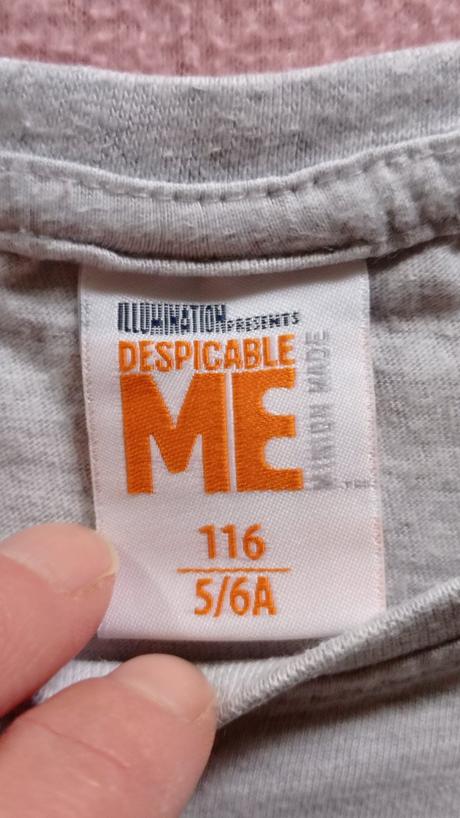 ILLUMINATION PRESENTS
DESPICABLE
ME
MINION MADE
116
5/6A